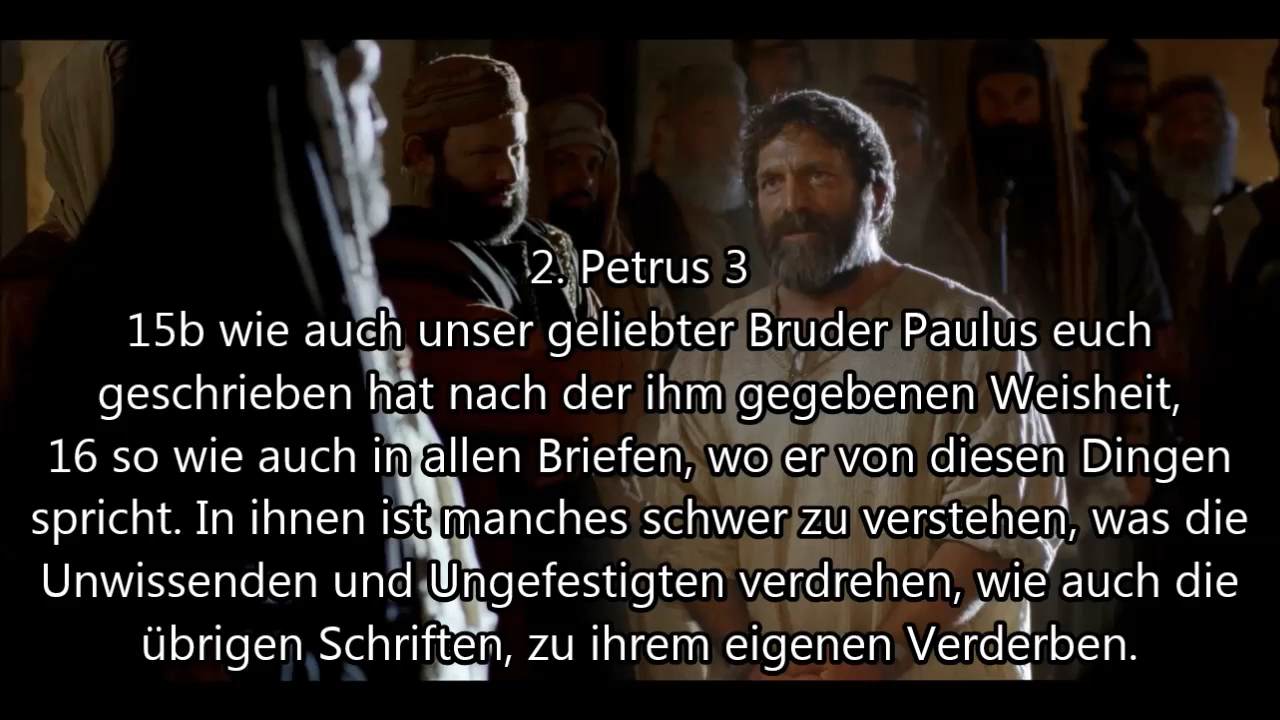 2. Petrus 3
15b wie auch unser geliebter Bruder Paulus euch
geschrieben hat nach der ihm gegebenen Weisheit,
16 so wie auch in allen Briefen, wo er von diesen Dingen
spricht. In ihnen ist manches schwer zu verstehen, was die
Unwissenden und Ungefestigten verdrehen, wie auch die
übrigen Schriften, zu ihrem eigenen Verderben.